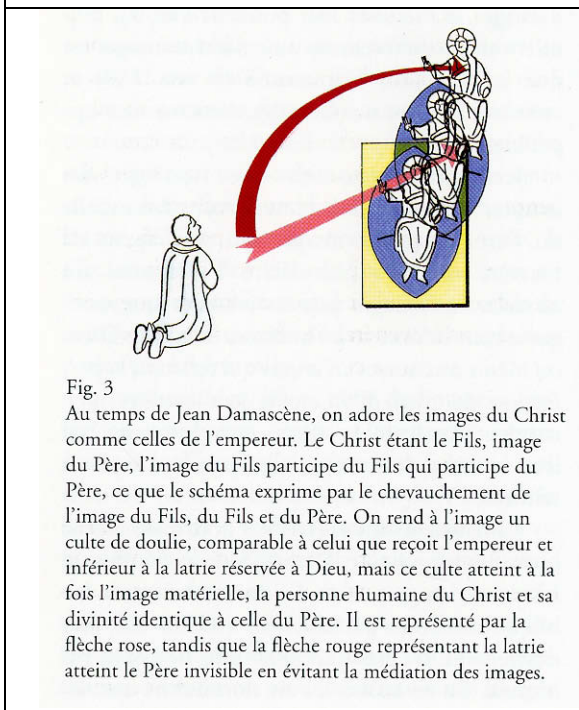 Fig. 3
Au temps de Jean Damascène, on adore les images du Christ
comme celles de l’empereur. Le Christ étant le Fils, image
du Père, l’image du Fils participe du Fils qui participe du
Père, ce que le schéma exprime par le chevauchement de
l’image du Fils, du Fils et du Père. On rend à l’image un
culte de doulie, comparable à celui que reçoit l’empereur et
inférieur à la latrie réservée à Dieu, mais ce culte atteint à la
fois l’image matérielle, la personne humaine du Christ et sa
divinité identique à celle du Père. Il est représenté par la
flèche rose, tandis que la flèche rouge représentant la latrie
atteint le Père invisible en évitant la médiation des images.